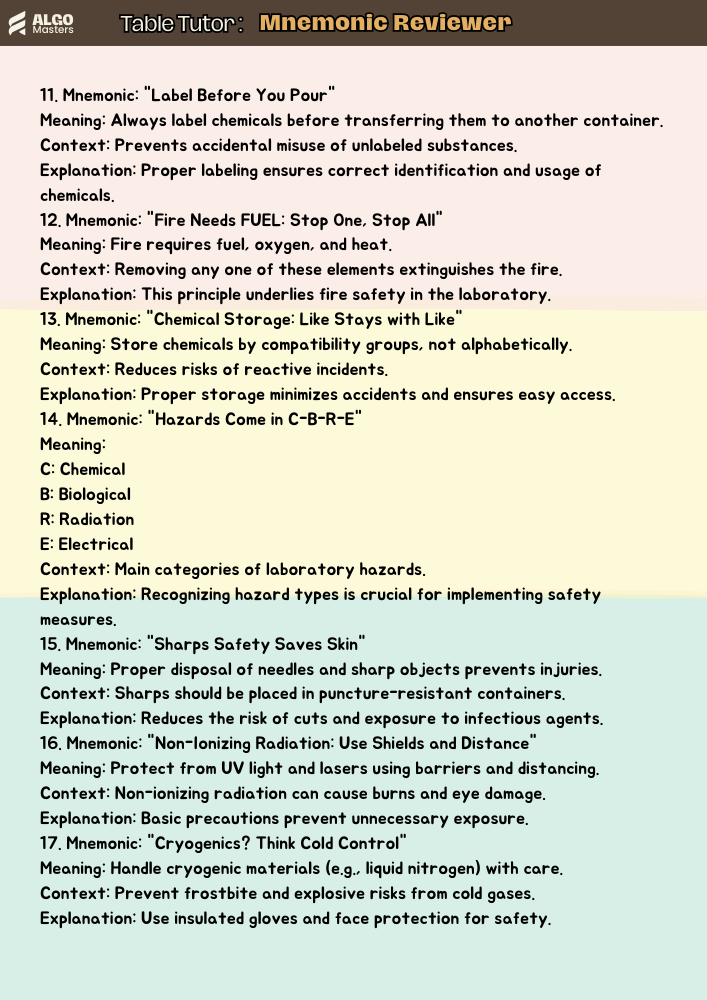 ALGO
Masters
Table Tutor: Mnemonic Reviewer
11. Mnemonic: "Label Before You Pour"
Meaning: Always label chemicals before transferring them to another container.
Context: Prevents accidental misuse of unlabeled substances.
Explanation: Proper labeling ensures correct identification and usage of
chemicals.
12. Mnemonic: "Fire Needs FUEL: Stop One, Stop All"
Meaning: Fire requires fuel, oxygen, and heat.
Context: Removing any one of these elements extinguishes the fire.
Explanation: This principle underlies fire safety in the laboratory.
13. Mnemonic: "Chemical Storage: Like Stays with Like"
Meaning: Store chemicals by compatibility groups, not alphabetically.
Context: Reduces risks of reactive incidents.
Explanation: Proper storage minimizes accidents and ensures easy access.
14. Mnemonic: "Hazards Come in C-B-R-E"
Meaning:
C: Chemical
B: Biological
R: Radiation
E: Electrical
Context: Main categories of laboratory hazards.
Explanation: Recognizing hazard types is crucial for implementing safety
measures.
15. Mnemonic: "Sharps Safety Saves Skin"
Meaning: Proper disposal of needles and sharp objects prevents injuries.
Context: Sharps should be placed in puncture-resistant containers.
Explanation: Reduces the risk of cuts and exposure to infectious agents.
16. Mnemonic: "Non-Ionizing Radiation: Use Shields and Distance"
Meaning: Protect from UV light and lasers using barriers and distancing.
Context: Non-ionizing radiation can cause burns and eye damage.
Explanation: Basic precautions prevent unnecessary exposure.
17. Mnemonic: "Cryogenics? Think Cold Control"
Meaning: Handle cryogenic materials (e.g., liquid nitrogen) with care.
Context: Prevent frostbite and explosive risks from cold gases.
Explanation: Use insulated gloves and face protection for safety.